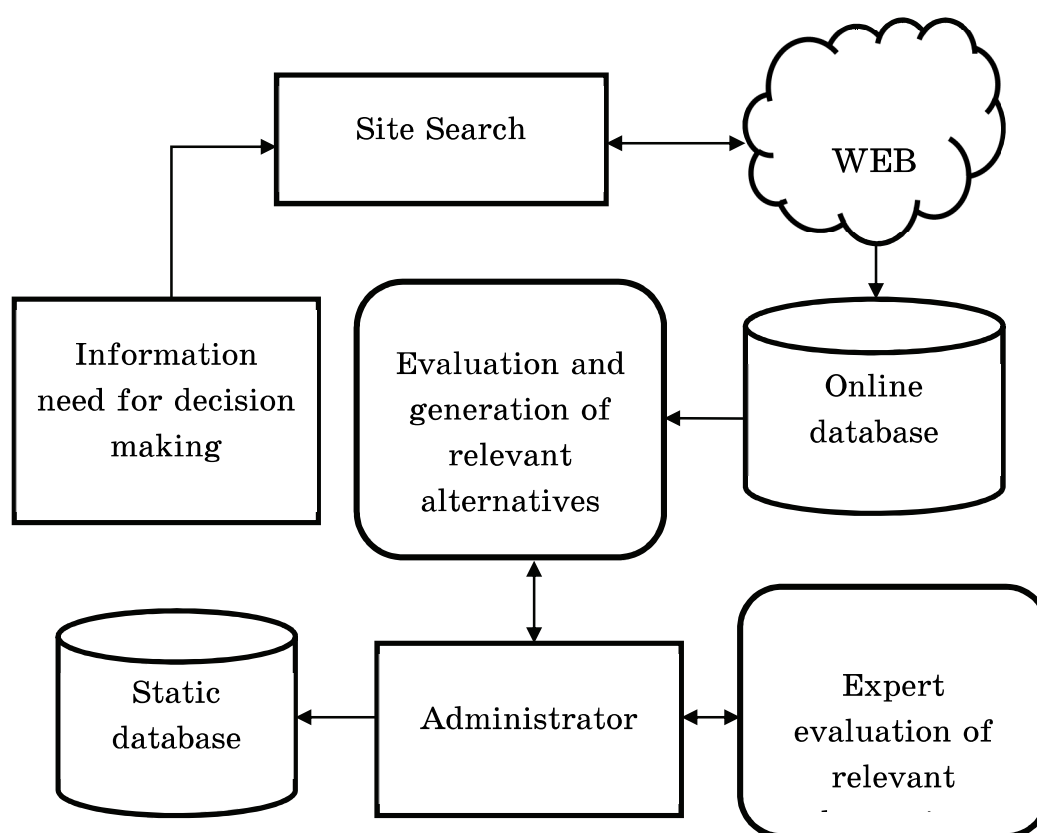 Site Search
WEB
Information
need for decision
making
Evaluation and
generation of
relevant
alternatives
Online
database
Static
database
Administrator
Expert
evaluation of
relevant